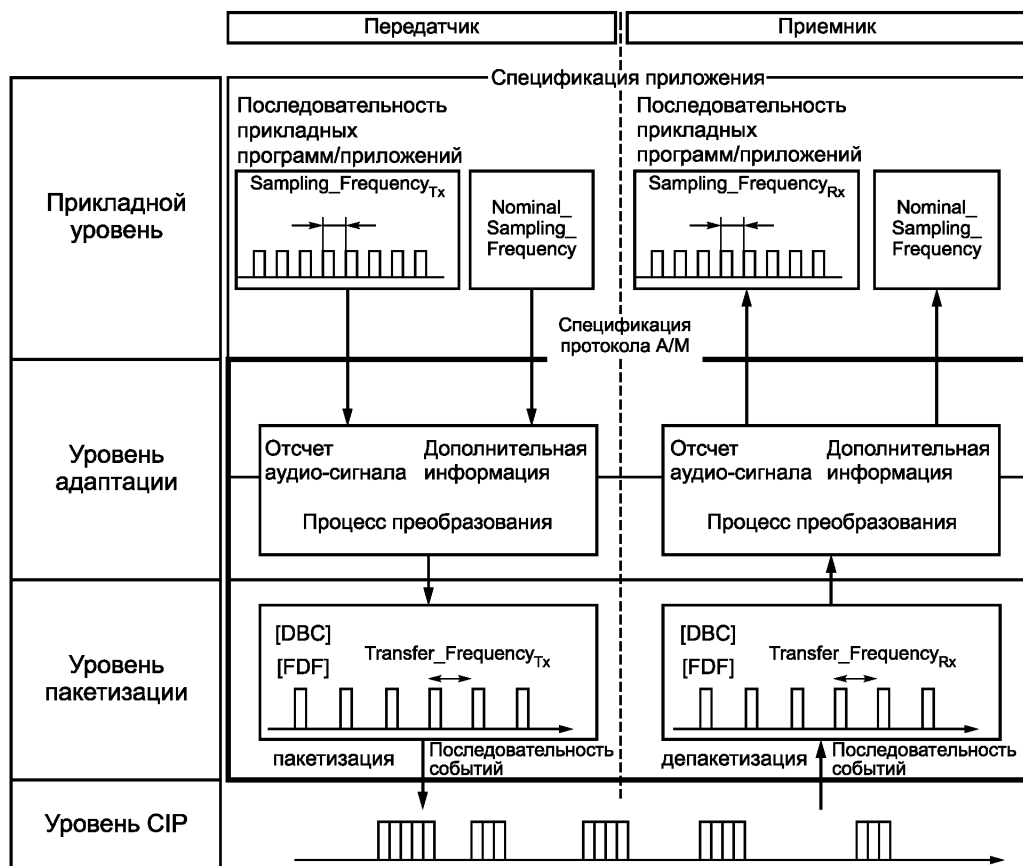 Передатчик
Приемник
Спецификация приложения
Прикладной
уровень
Последовательность
прикладных
программ/приложений
Sampling_FrequencyTx
Nominal_
Sampling_
Frequency
Последовательность
прикладных
программ/приложений
Sampling_FrequencyRx
Nominal_
Sampling_
Frequency
Спецификация
протокола А/М
Уровень
адаптации
Отсчет
аудио-сигнала
Дополнительная
информация
Процесс преобразования
Отсчет
аудио-сигнала
Дополнительная
информация
Процесс преобразования
Уровень
пакетизации
[DBC]
[FDF]
Transfer_FrequencyTx
пакетизация
Последовательность
событий
[DBC]
[FDF]
Transfer_FrequencyRx
депакетизация
Последовательность
событий
Уровень CIP